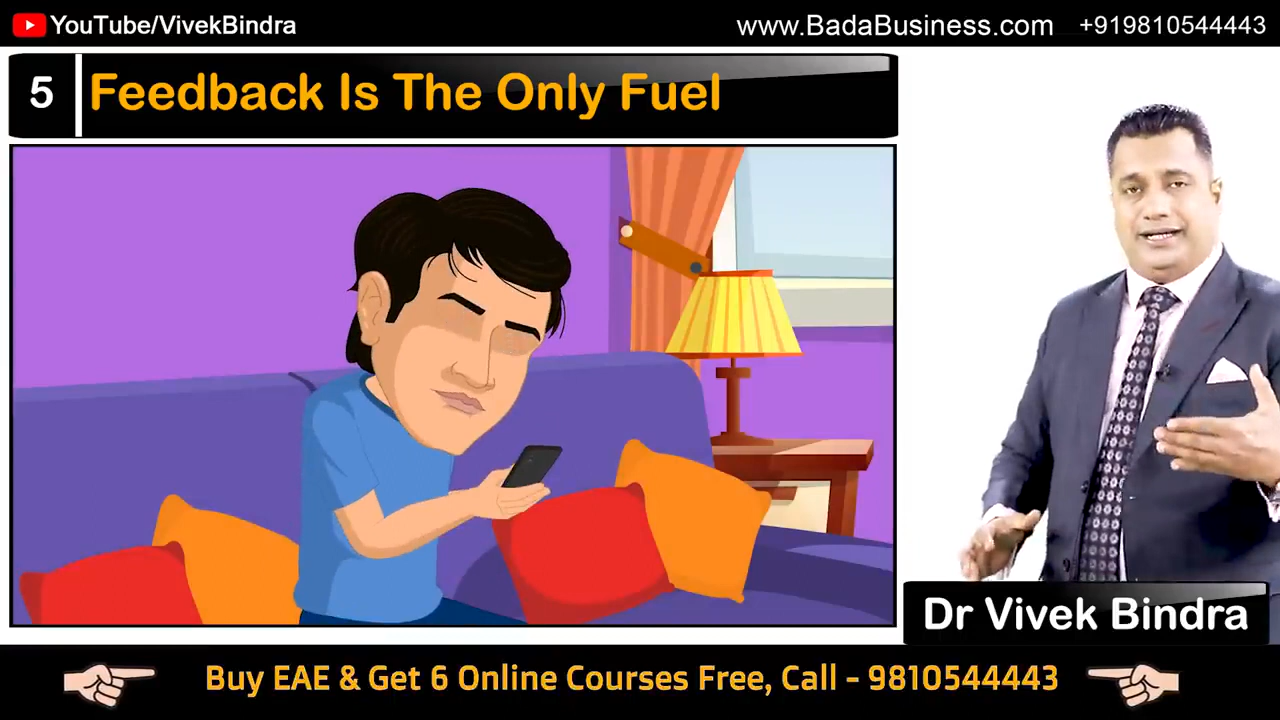 YouTube/VivekBindra
www.BadaBusiness.com
+919810544443
5
Feedback Is The Only Fuel
Dr Vivek Bindra
Buy EAE & Get 6 Online Courses Free, Call - 9810544443